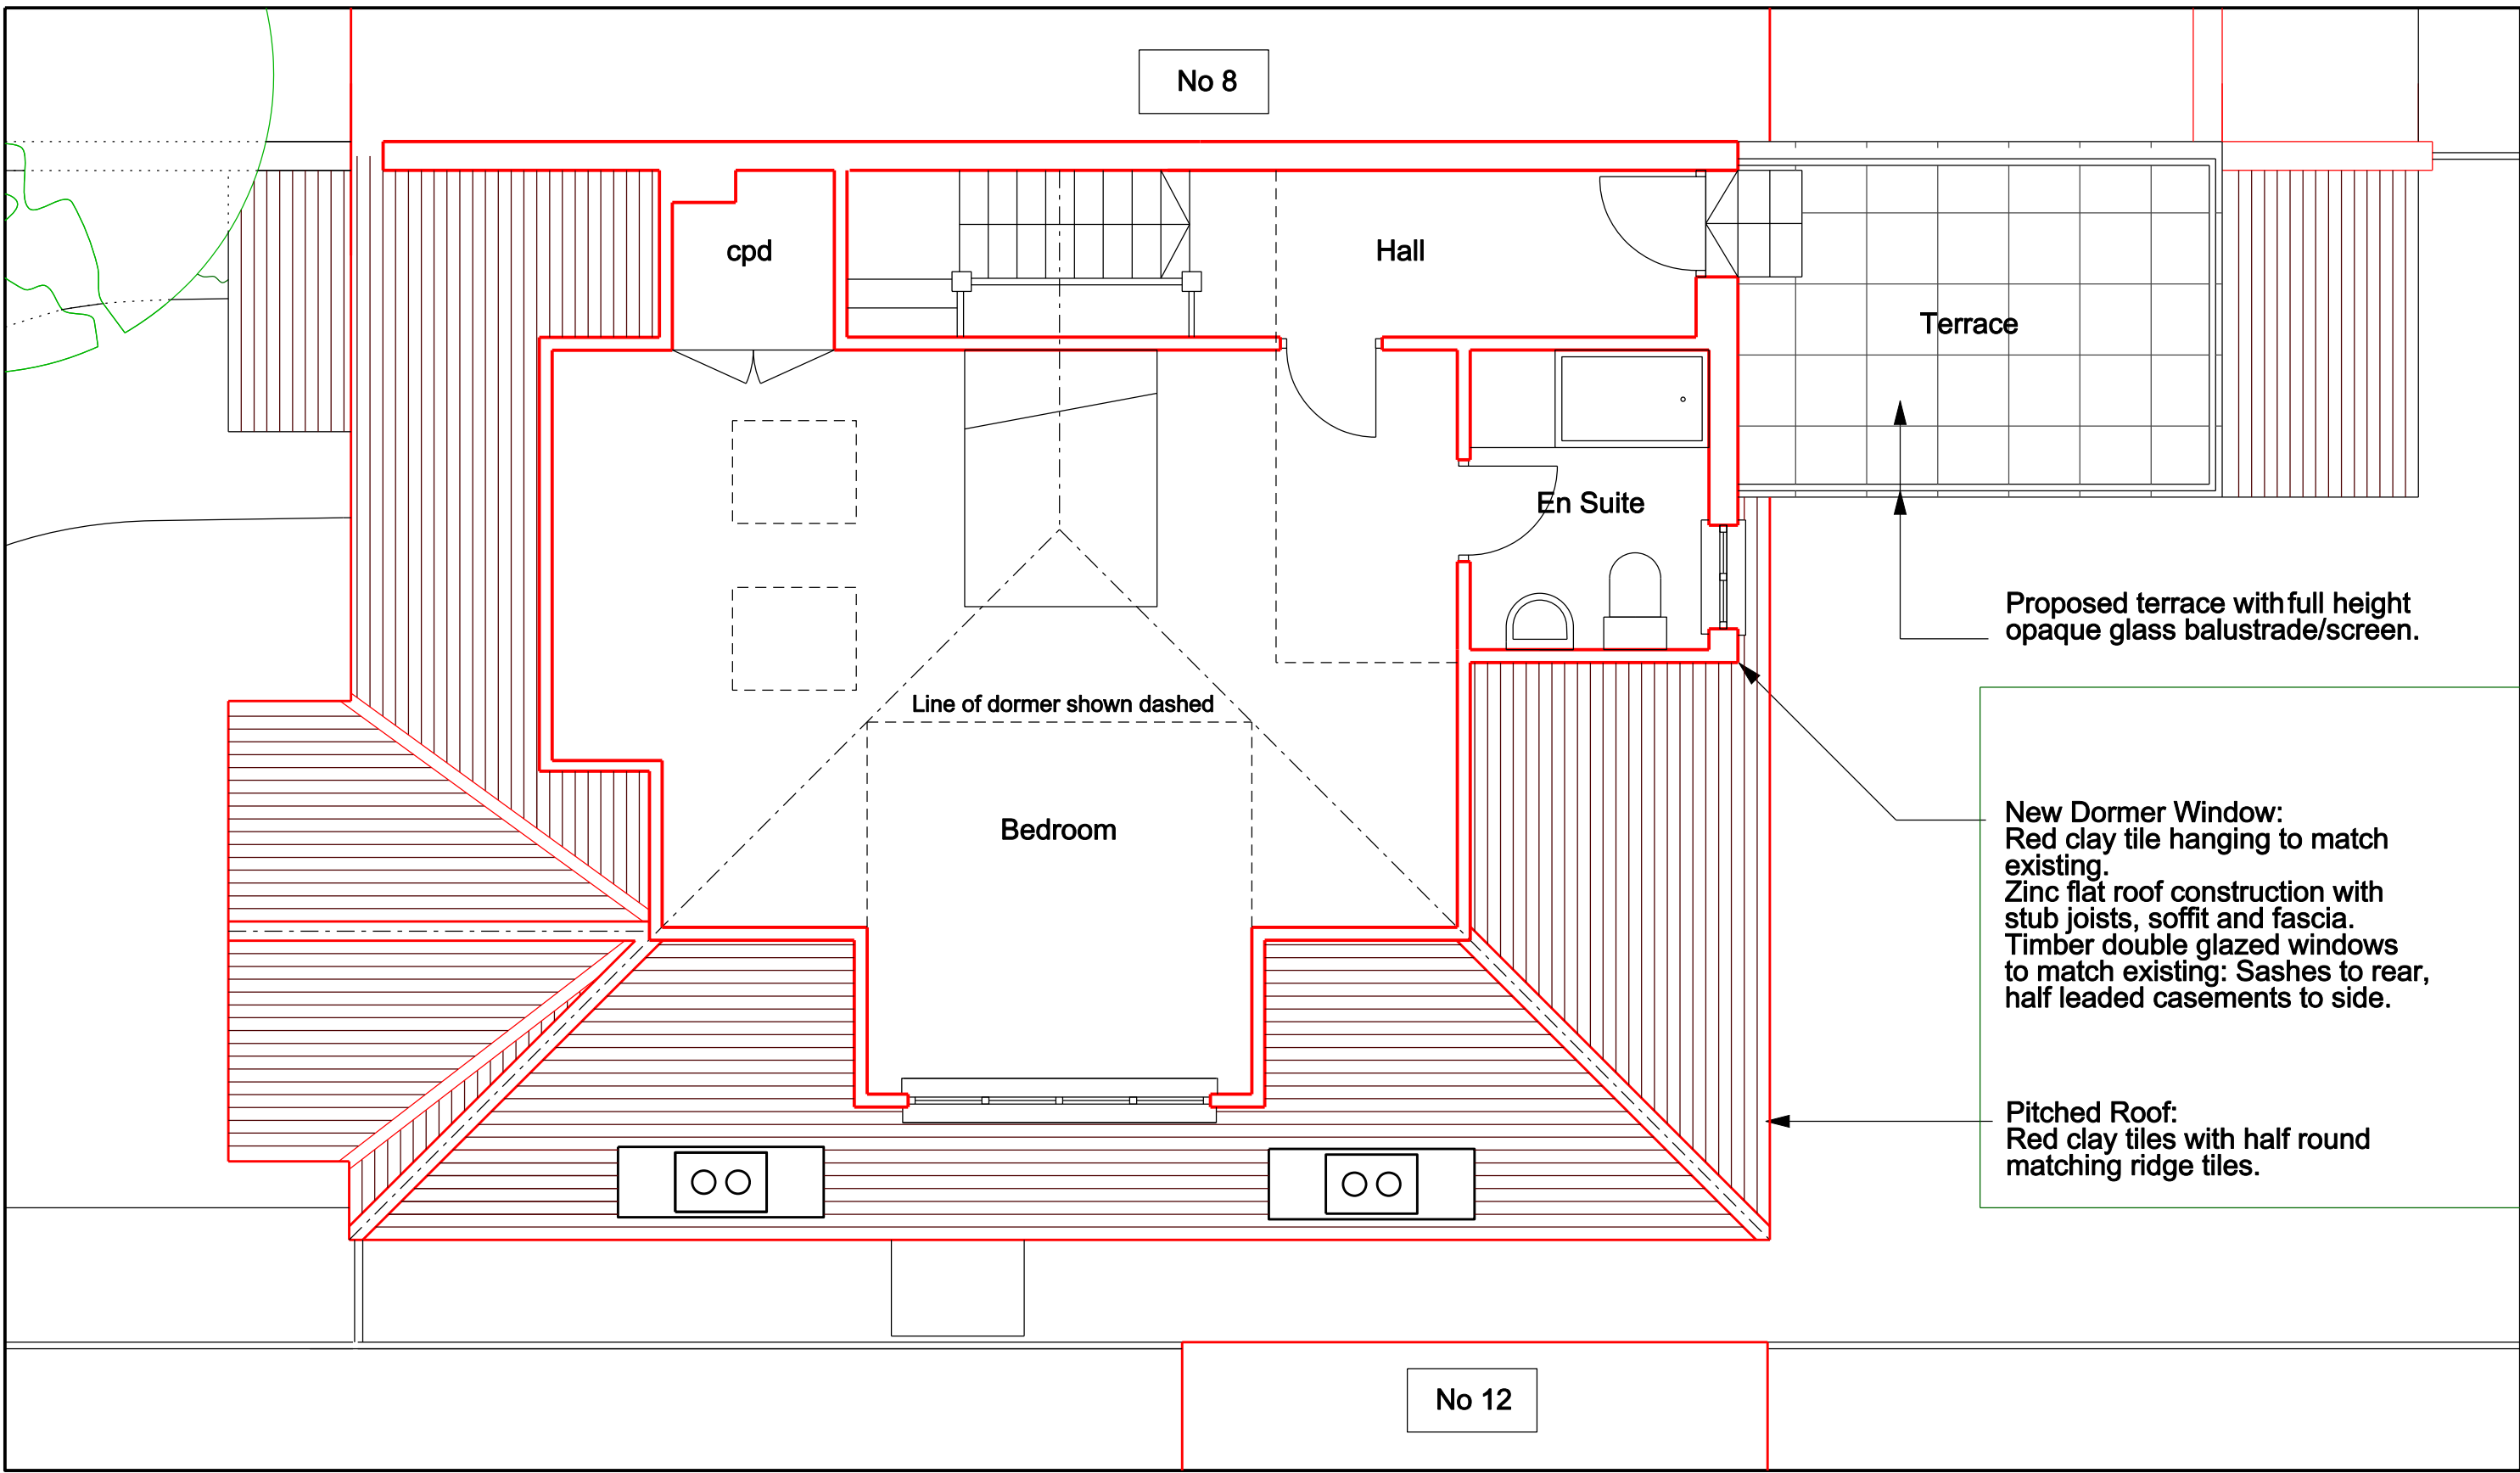 No 8
cpd
Hall
Terrace
En Suite
Proposed terrace with full height
opaque glass balustrade/screen.
Line of dormer shown dashed
Bedroom
New Dormer Window:
Red clay tile hanging to match
existing.
Zinc flat roof construction with
stub joists, soffit and fascia.
Timber double glazed windows
to match existing: Sashes to rear,
half leaded casements to side.
Pitched Roof:
Red clay tiles with half round
matching ridge tiles.
No 12